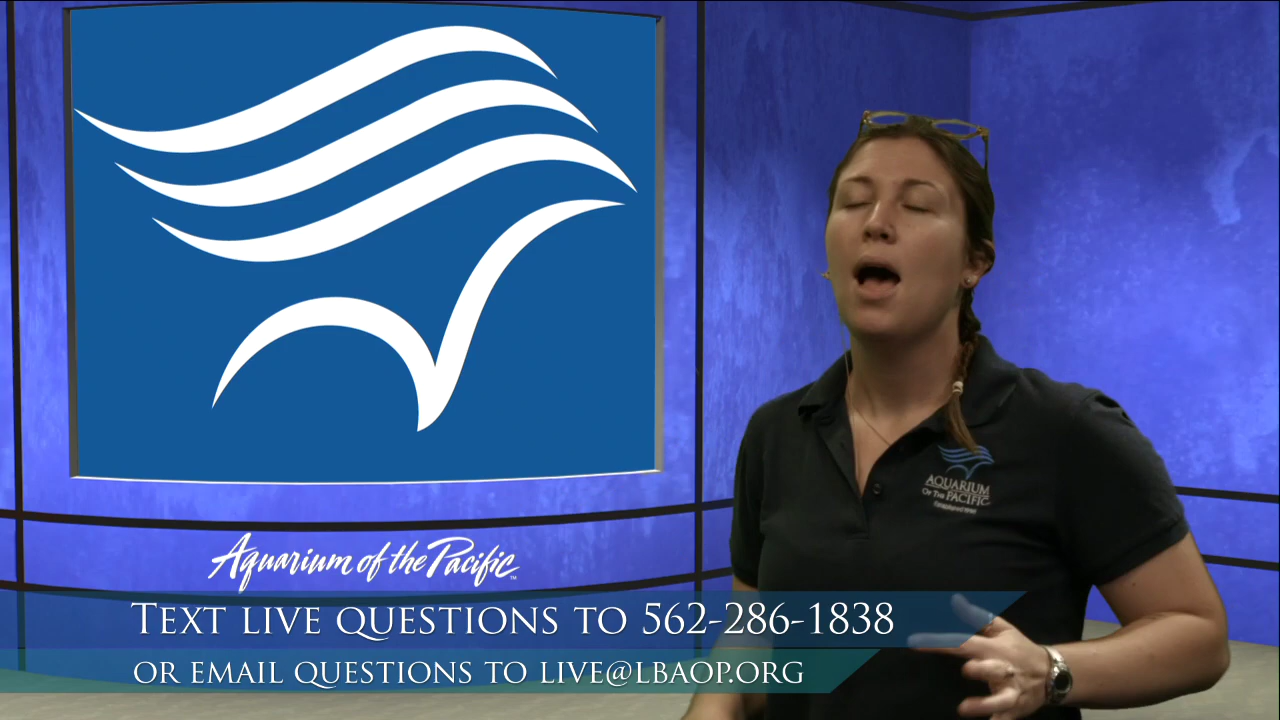 Aquarium of the Pacific™
TEXT LIVE QUESTIONS TO 562-286-1838
OR EMAIL QUESTIONS TO LIVE@LBAOP.ORG
AQUARIUM
OF THE PACIFIC